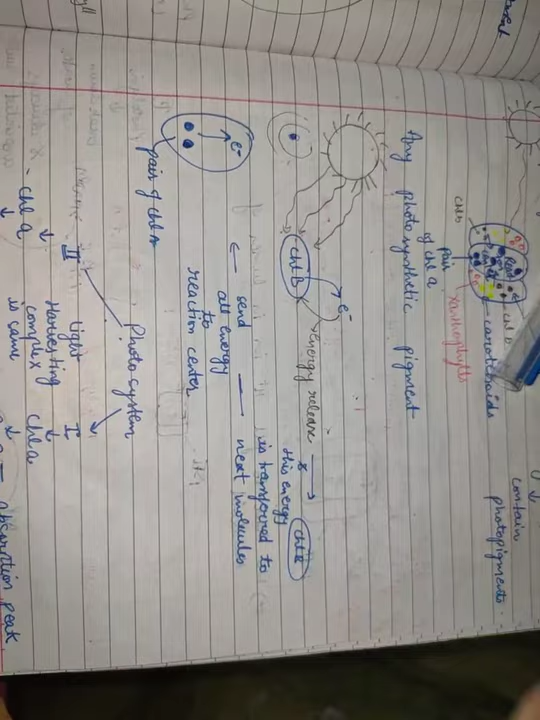 contain
photopigments -
chl b
pair
of chl a
chl b
carotenoids
xanthophylls
Any photosynthetic pigment
chl B
e-
energy release →
& this energy
is transferred to
next molecules
← send
all energy
to
reaction center
e-
pair of chls
Photosystem
II
I
Light
Harvesting
complex
is same
- chl a
chl a
absorption peak